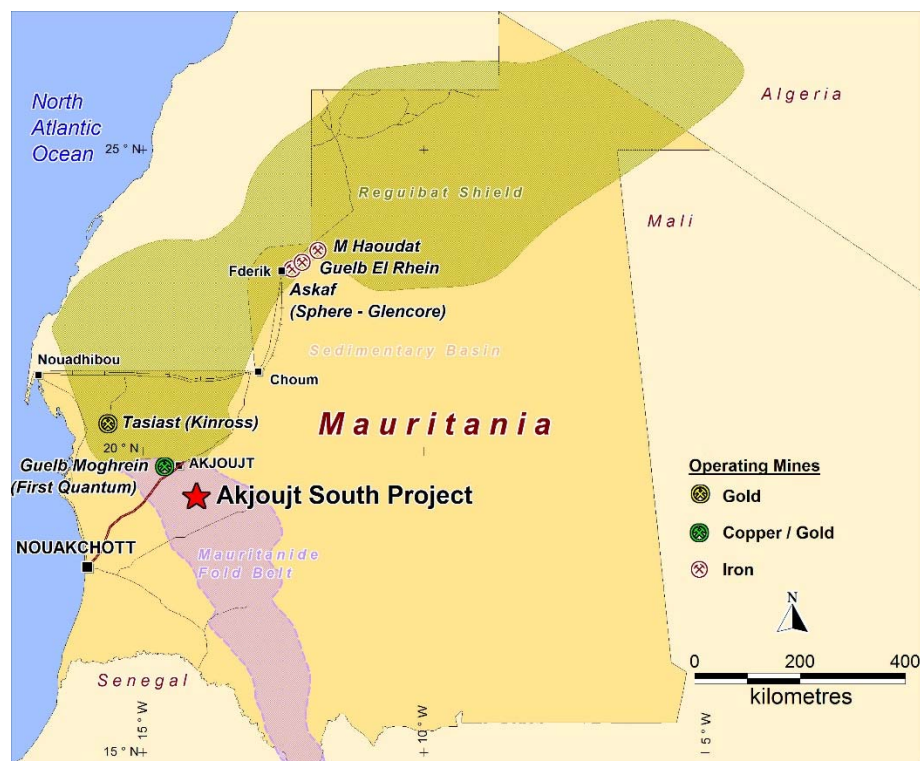 North
Atlantic
Ocean
Algeria
25 ° N
Reguibat Shield
Mali
M Haoudat
Fderik
Guelb El Rhein
Askaf
(Sphere - Glencore)
Sedimentary Basin
Nouadhibou
Choum
Tasiast (Kinross)
Mauritania
20 ° N
Guelb Moghrein
AKJOUJT
(First Quantum)
Akjoujt South Project
Operating Mines
Gold
Copper / Gold
Iron
NOUAKCHOTT
Mauritanide
Fold Belt
N
0 200 400
kilometres
Senegal
15 ° W
10 ° W
5 ° W
15 ° N